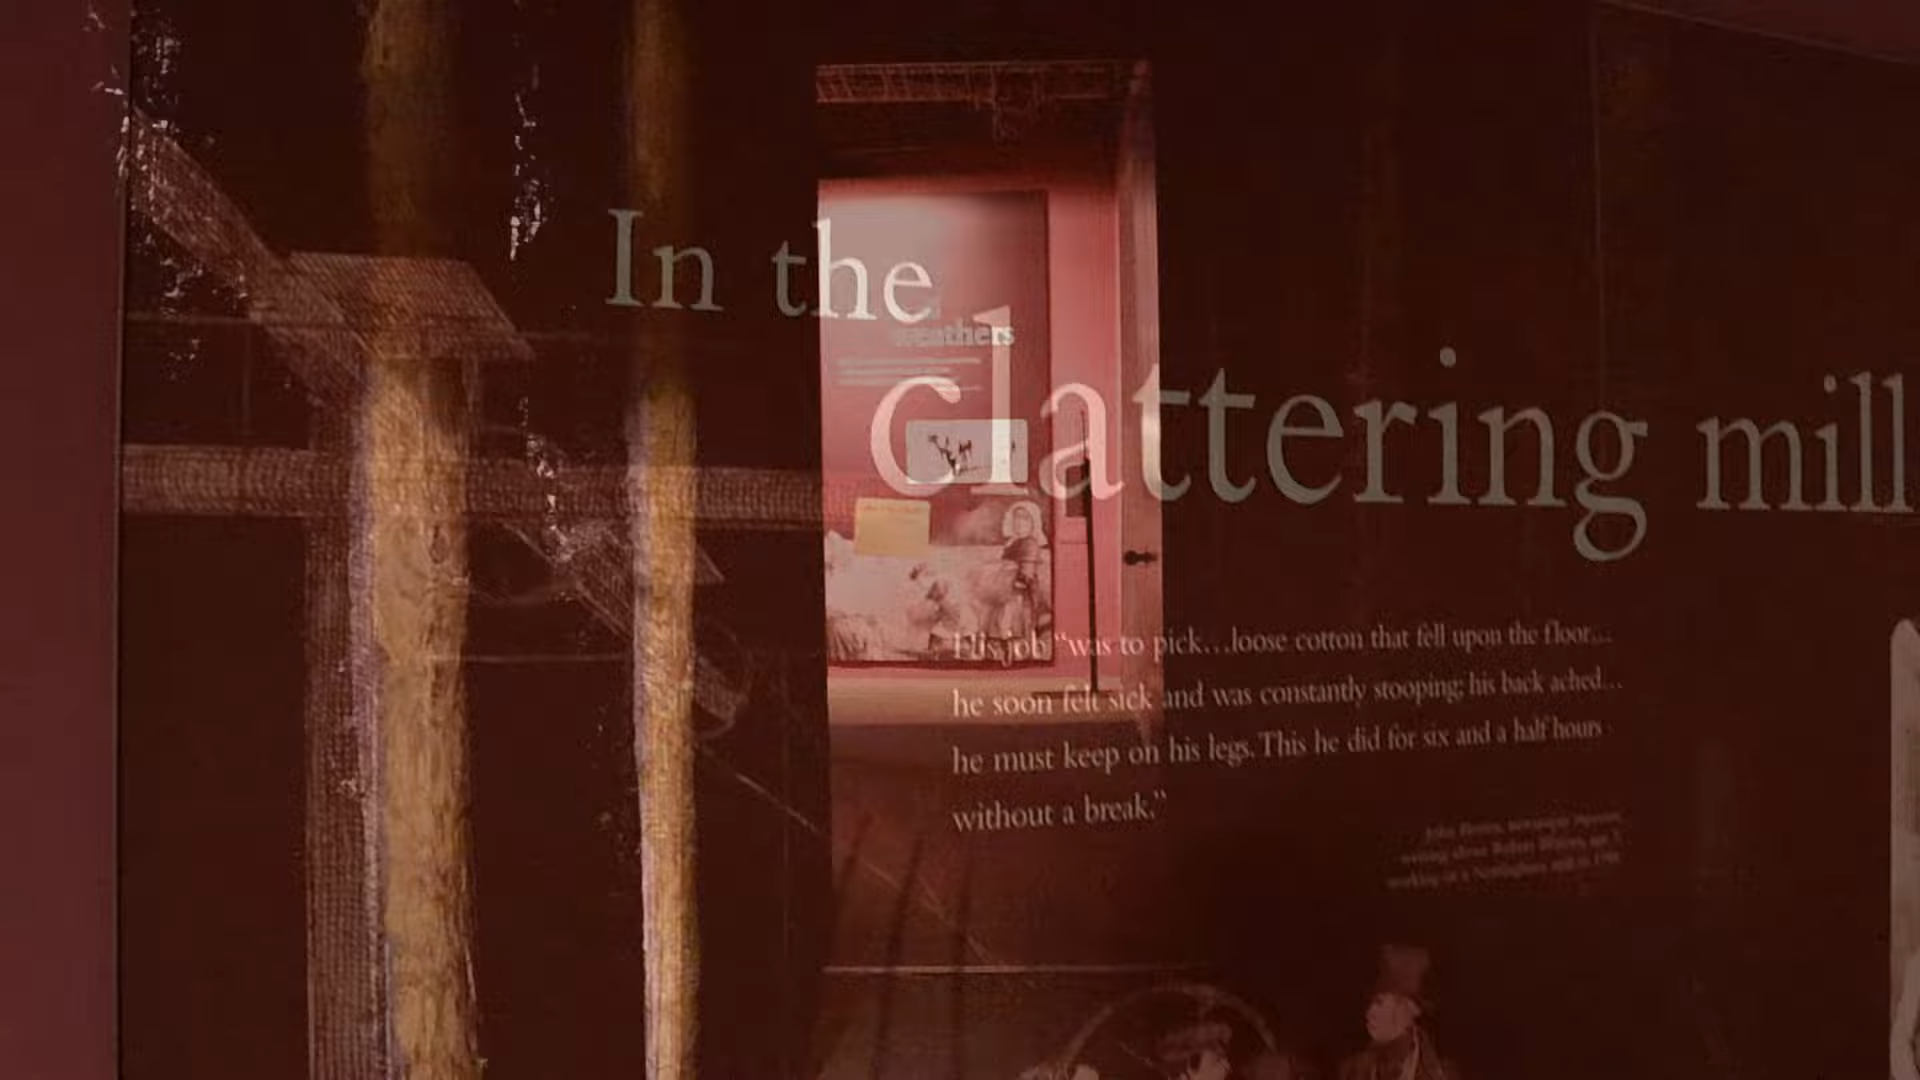 In the
weathers
clattering mill
His job “was to pick...loose cotton that fell upon the floor...
he soon felt sick and was constantly stooping; his back ached...
he must keep on his legs. This he did for six and a half hours
without a break.”